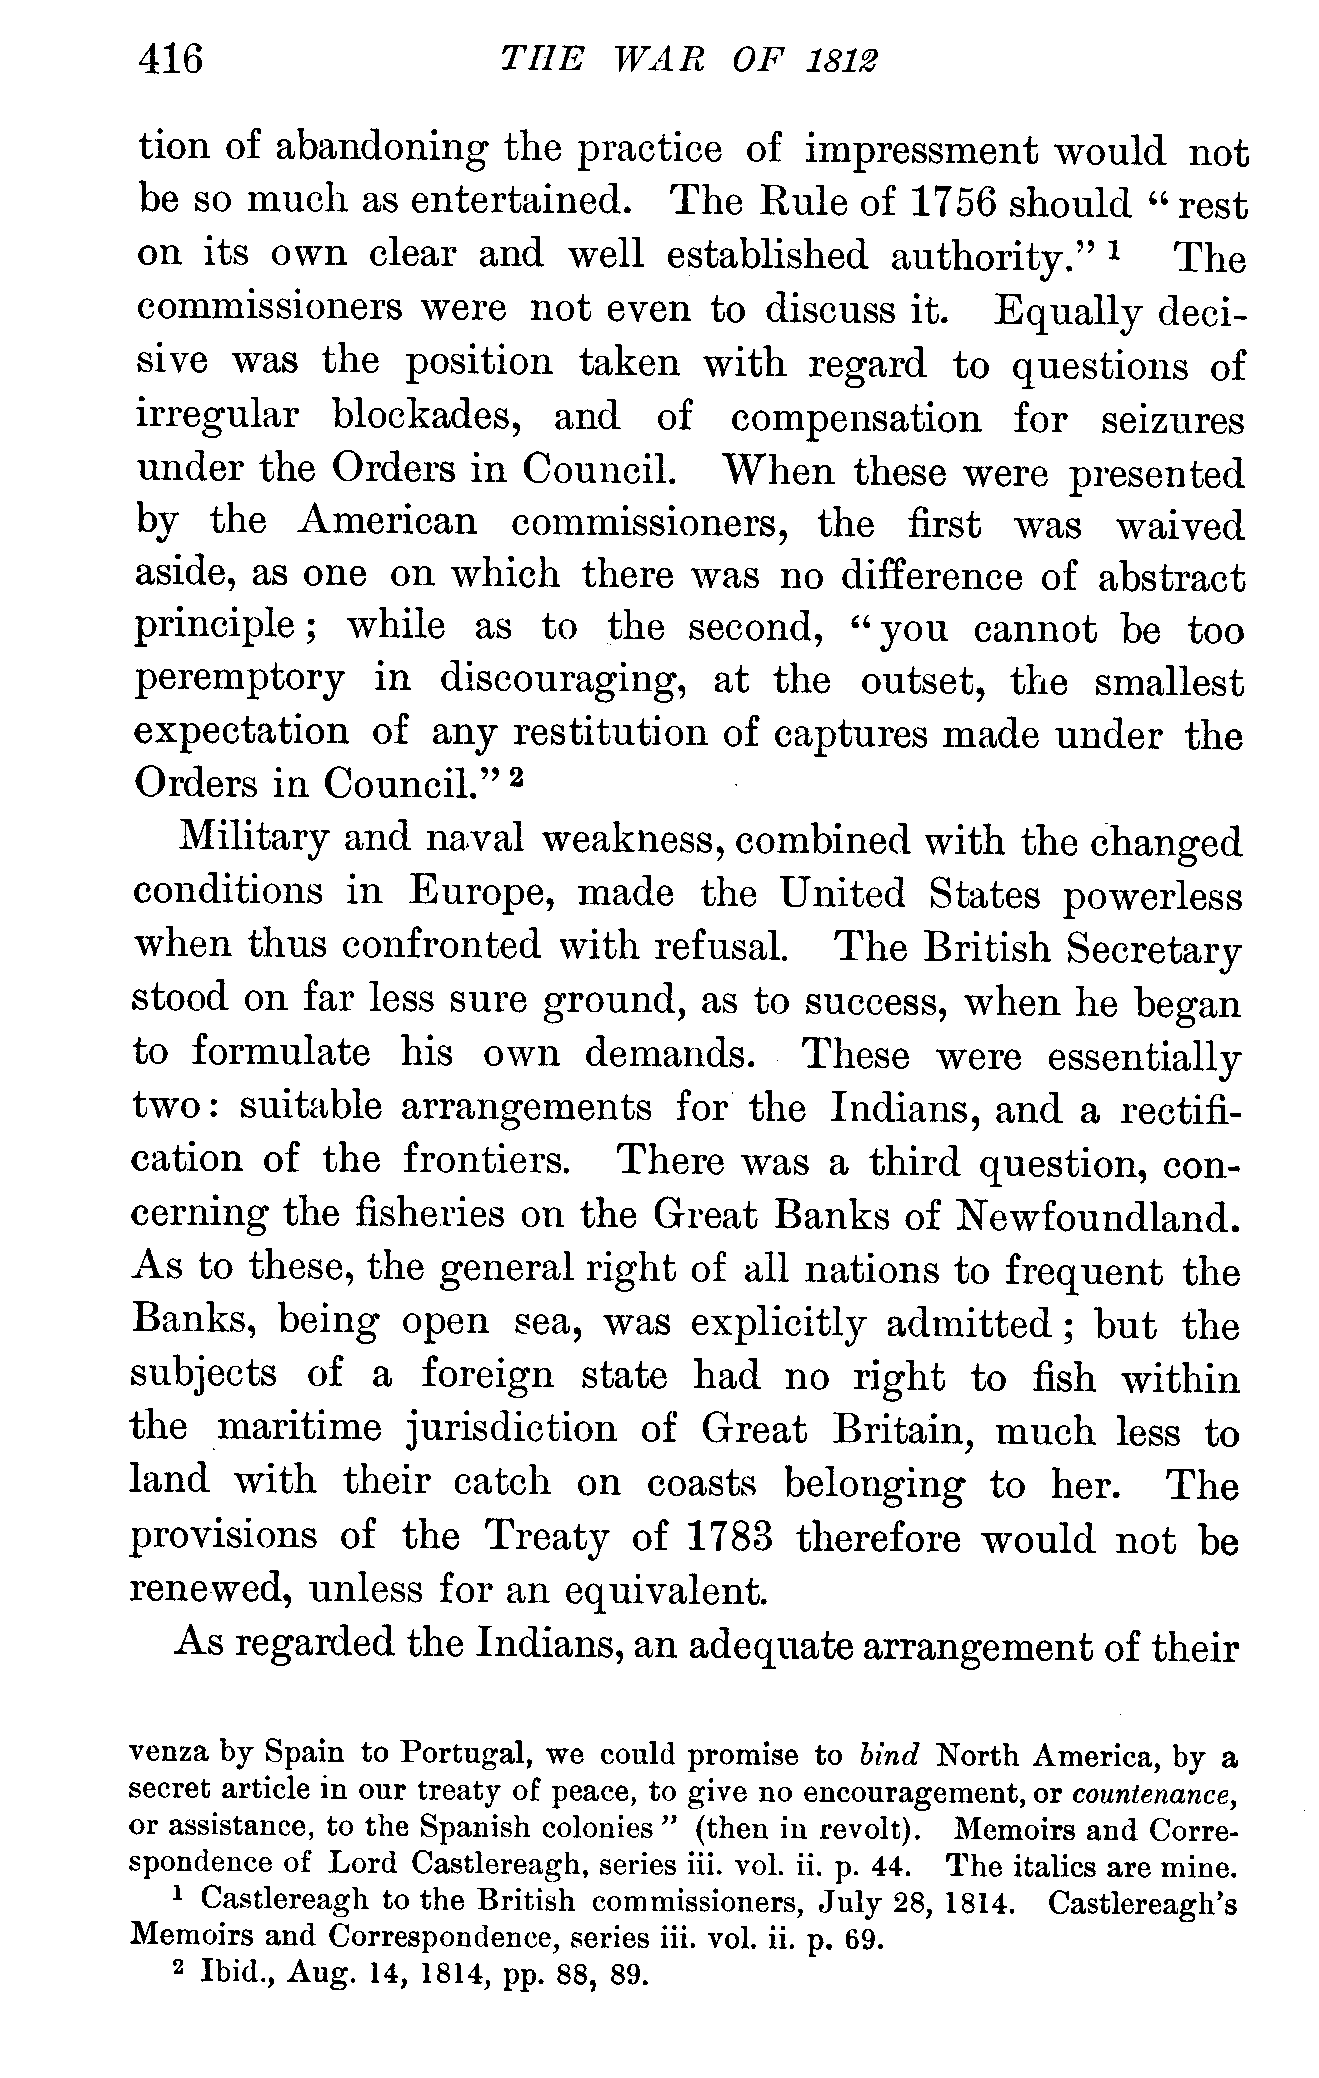 416 THE WAR OF 1812
tion of abandoning the practice of impressment would not
be so much as entertained. The Rule of 1756 should “rest
on its own clear and well established authority.” ¹ The
commissioners were not even to discuss it. Equally deci-
sive was the position taken with regard to questions of
irregular blockades, and of compensation for seizures
under the Orders in Council. When these were presented
by the American commissioners, the first was waived
aside, as one on which there was no difference of abstract
principle; while as to the second, “you cannot be too
peremptory in discouraging, at the outset, the smallest
expectation of any restitution of captures made under the
Orders in Council.” ²
Military and naval weakness, combined with the changed
conditions in Europe, made the United States powerless
when thus confronted with refusal. The British Secretary
stood on far less sure ground, as to success, when he began
to formulate his own demands. These were essentially
two: suitable arrangements for the Indians, and a rectifi-
cation of the frontiers. There was a third question, con-
cerning the fisheries on the Great Banks of Newfoundland.
As to these, the general right of all nations to frequent the
Banks, being open sea, was explicitly admitted; but the
subjects of a foreign state had no right to fish within
the maritime jurisdiction of Great Britain, much less to
land with their catch on coasts belonging to her. The
provisions of the Treaty of 1783 therefore would not be
renewed, unless for an equivalent.
As regarded the Indians, an adequate arrangement of their
venza by Spain to Portugal, we could promise to bind North America, by a
secret article in our treaty of peace, to give no encouragement, or countenance,
or assistance, to the Spanish colonies” (then in revolt). Memoirs and Corre-
spondence of Lord Castlereagh, series iii. vol. ii. p. 44. The italics are mine.
¹ Castlereagh to the British commissioners, July 28, 1814. Castlereagh’s
Memoirs and Correspondence, series iii. vol. ii. p. 69.
² Ibid., Aug. 14, 1814, pp. 88, 89.